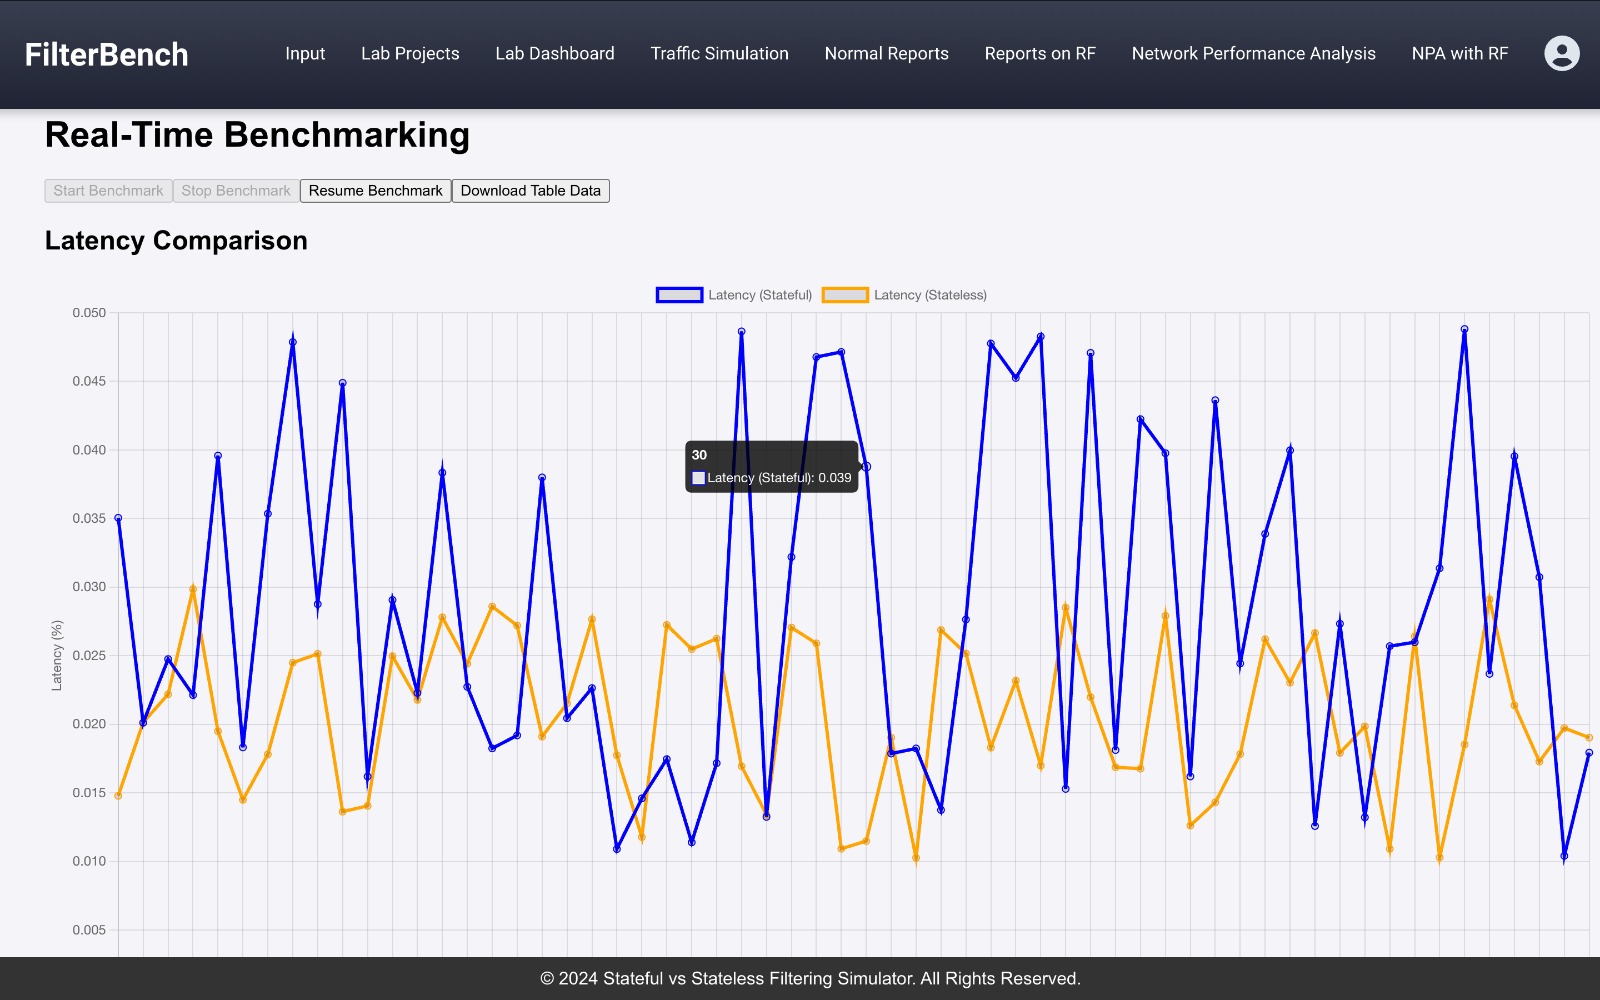 FilterBench
Input
Lab Projects
Lab Dashboard
Traffic Simulation
Normal Reports
Reports on RF
Network Performance Analysis
NPA with RF
Real-Time Benchmarking
Start Benchmark
Stop Benchmark
Resume Benchmark
Download Table Data
Latency Comparison
Latency (Stateful)
Latency (Stateless)
0.050
0.045
0.040
0.035
0.030
0.025
0.020
0.015
0.010
0.005
Latency (%)
30
Latency (Stateful): 0.039
© 2024 Stateful vs Stateless Filtering Simulator. All Rights Reserved.